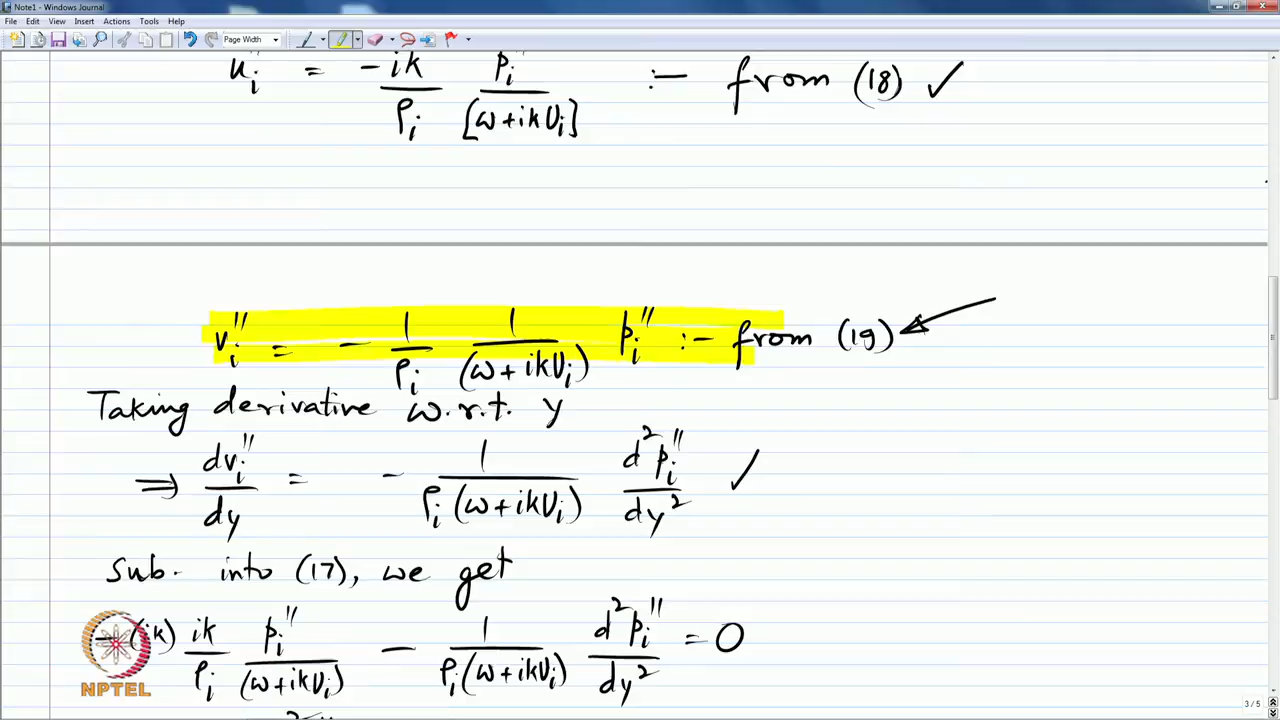 Note1 - Windows Journal
File Edit View Insert Actions Tools Help
Page Width
u_i'' = -ik/ρ_i p_i''/[ω+ikU_i] :- from (18) ✓
v_i'' = - 1/ρ_i 1/(ω+ikU_i) p_i'' :- from (19)
Taking derivative w.r.t. y
⇒ dv_i''/dy = - 1/ρ_i(ω+ikU_i) d²p_i''/dy² ✓
Sub. into (17), we get
-(ik) ik/ρ_i p_i''/(ω+ikU_i) - 1/ρ_i(ω+ikU_i) d²p_i''/dy² = 0
NPTEL
3 / 5